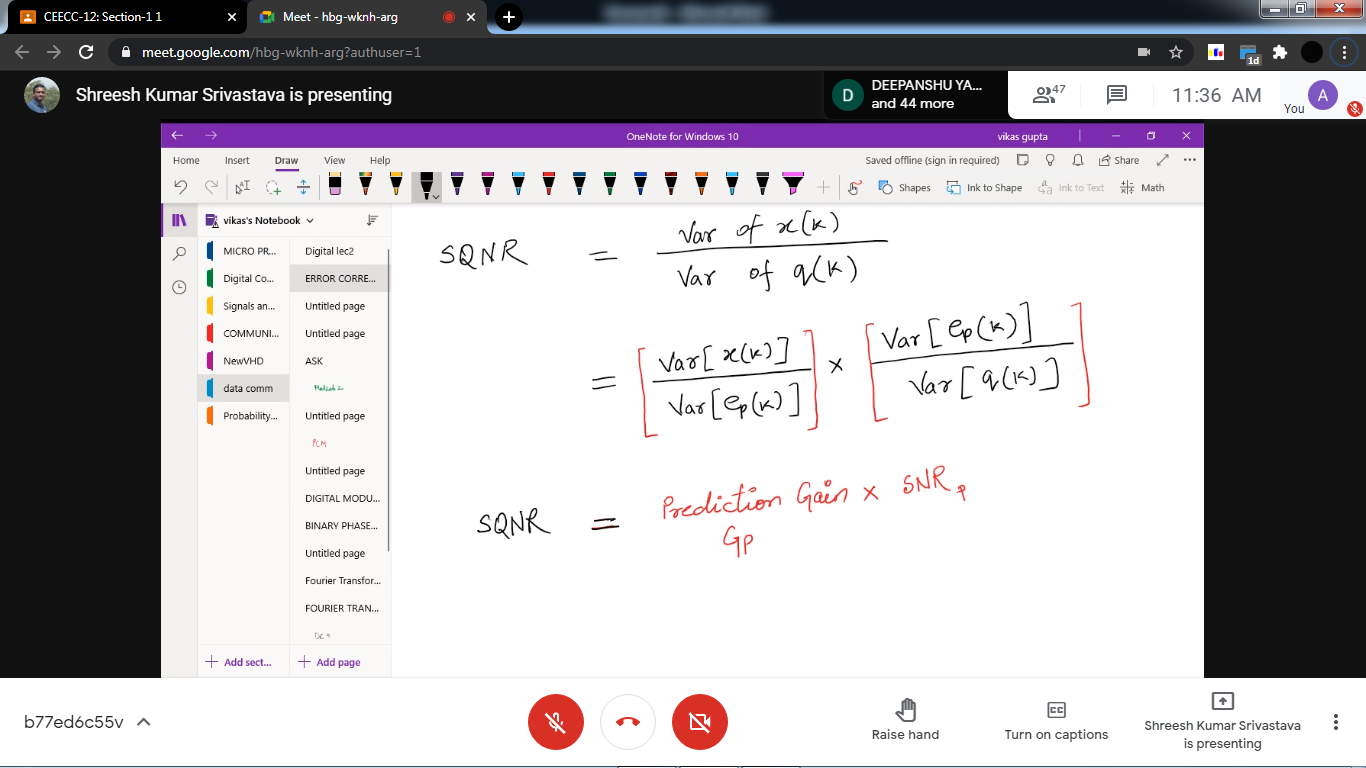 CEECC-12: Section-1 1
Meet - hbg-wknh-arg
meet.google.com/hbg-wknh-arg?authuser=1
1d
Shreesh Kumar Srivastava is presenting
D
DEEPANSHU YA...
and 44 more
47
11:36 AM
You
A
OneNote for Windows 10
vikas gupta
Home Insert Draw View Help
Saved offline (sign in required)
Share
Shapes
Ink to Shape
Ink to Text
Math
vikas's Notebook
MICRO PR...
Digital Co...
Signals an...
COMMUNI...
NewVHD
data comm
Probability...
Add sect...
Digital lec2
ERROR CORRE...
Untitled page
Untitled page
ASK
Untitled page
PCM
Untitled page
DIGITAL MODU...
BINARY PHASE...
Untitled page
Fourier Transfor...
FOURIER TRAN...
Add page
SQNR = Var of x(k) / Var of q(k)
= [Var[x(k)] / Var[ep(k)]] × [Var[ep(k)] / Var[q(k)]]
SQNR = Prediction Gain × SNRp
Gp
b77ed6c55v
Raise hand
CC
Turn on captions
Shreesh Kumar Srivastava
is presenting